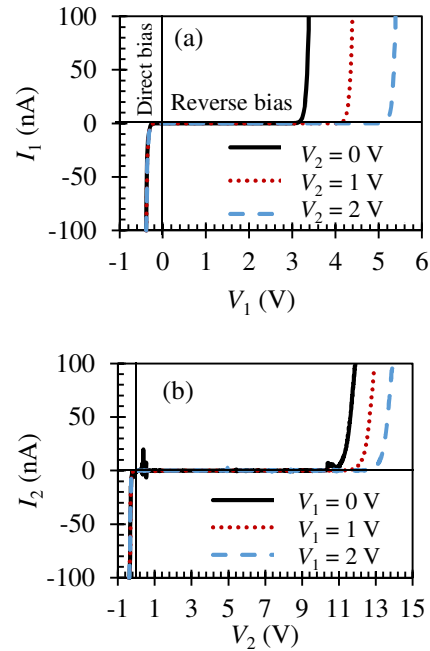 (a)
Direct bias
Reverse bias
I₁ (nA)
100
50
0
-50
-100
V₂ = 0 V
V₂ = 1 V
V₂ = 2 V
-1 0 1 2 3 4 5 6
V₁ (V)
(b)
I₂ (nA)
100
50
0
-50
-100
V₁ = 0 V
V₁ = 1 V
V₁ = 2 V
-1 1 3 5 7 9 11 13 15
V₂ (V)